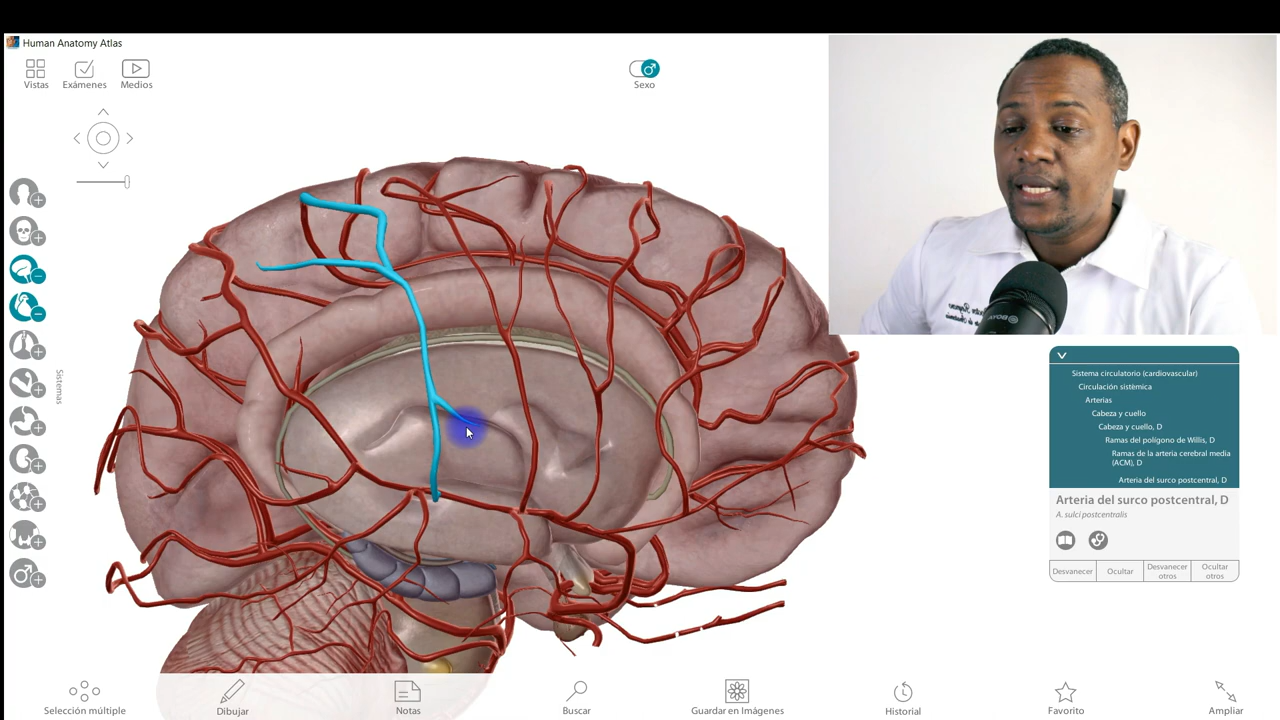 Human Anatomy Atlas
Vistas
Exámenes
Medios
Sexo
Sistemas
Sistema circulatorio (cardiovascular)
Circulación sistémica
Arterias
Cabeza y cuello
Cabeza y cuello, D
Ramas del polígono de Willis, D
Ramas de la arteria cerebral media
(ACM), D
Arteria del surco postcentral, D
Arteria del surco postcentral, D
A. sulci postcentralis
Desvanecer
Ocultar
Desvanecer
otros
Ocultar
otros
Selección múltiple
Dibujar
Notas
Buscar
Guardar en Imágenes
Historial
Favorito
Ampliar